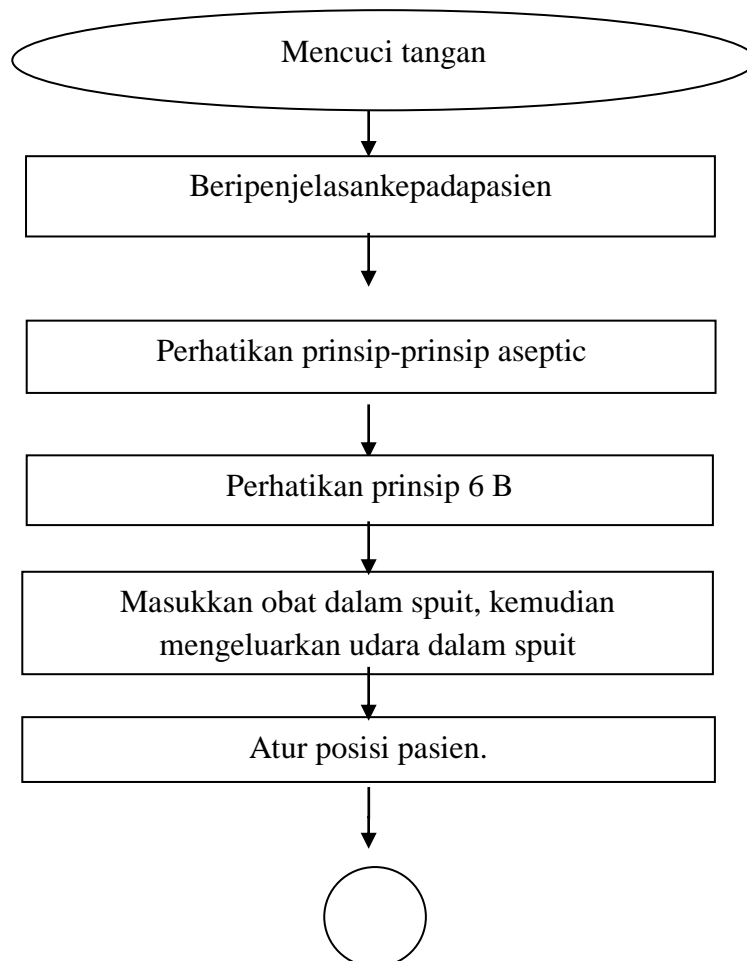 Mencuci tangan
Beripenjelasankepadapasien
Perhatikan prinsip-prinsip aseptic
Perhatikan prinsip 6 B
Masukkan obat dalam spuit, kemudian
mengeluarkan udara dalam spuit
Atur posisi pasien.